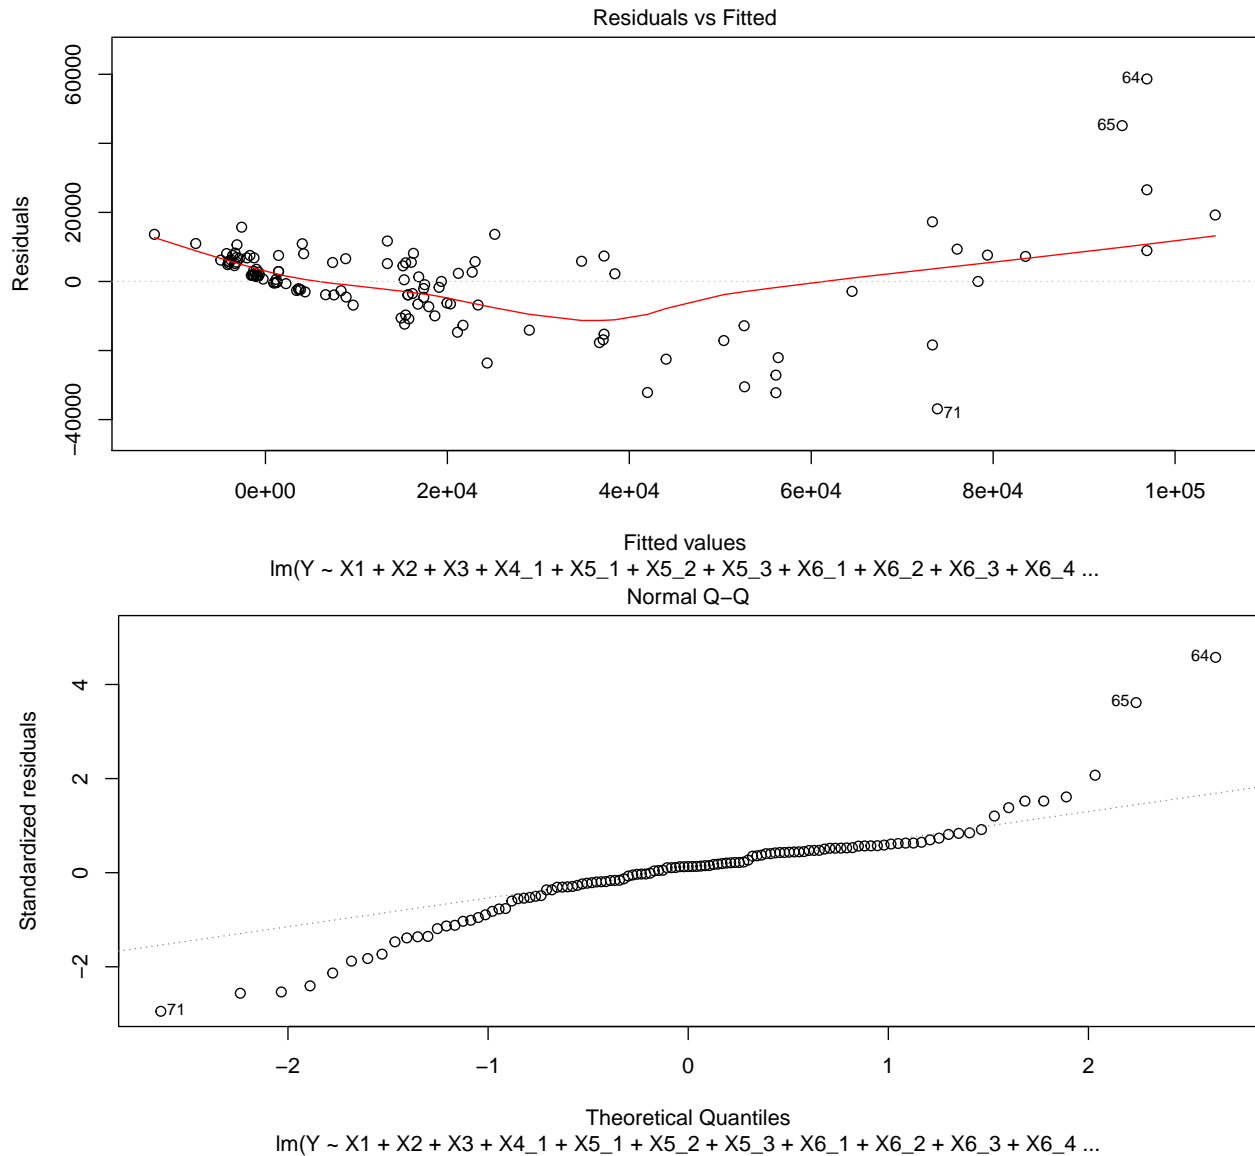 Residuals vs Fitted
Residuals
60000
20000
0
−40000
64
65
71
0e+00 2e+04 4e+04 6e+04 8e+04 1e+05
Fitted values
lm(Y ~ X1 + X2 + X3 + X4_1 + X5_1 + X5_2 + X5_3 + X6_1 + X6_2 + X6_3 + X6_4 ...
Normal Q−Q
Standardized residuals
4
2
0
−2
64
65
71
−2 −1 0 1 2
Theoretical Quantiles
lm(Y ~ X1 + X2 + X3 + X4_1 + X5_1 + X5_2 + X5_3 + X6_1 + X6_2 + X6_3 + X6_4 ...